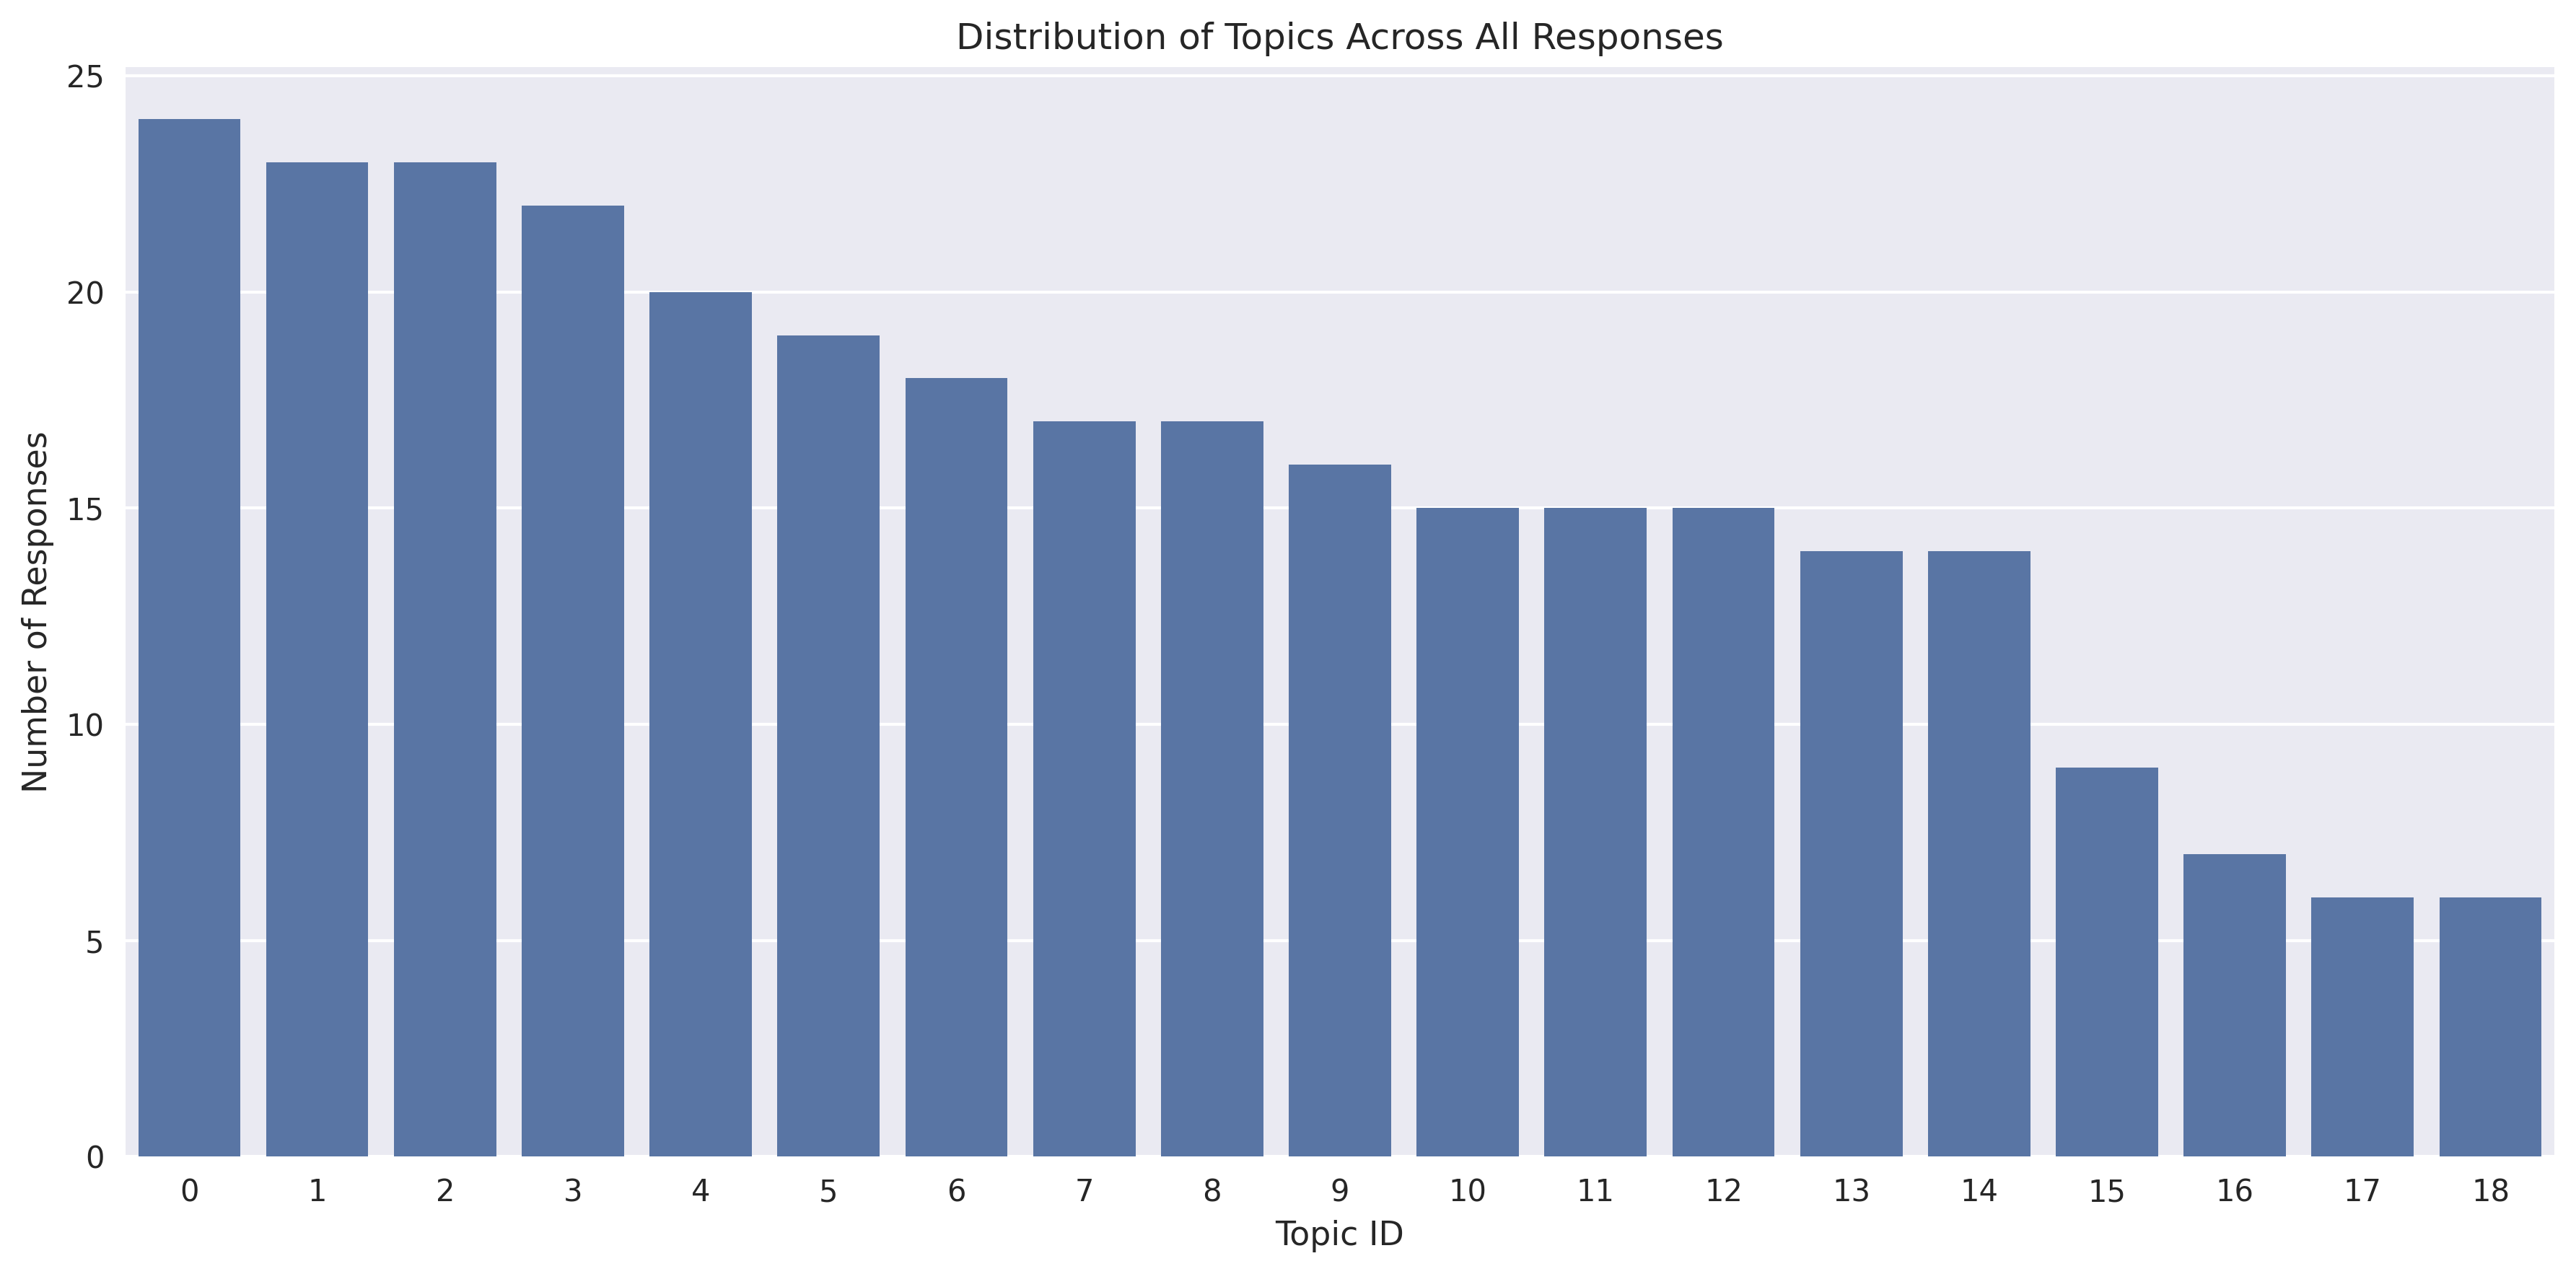 Distribution of Topics Across All Responses
25
20
15
10
5
0
Number of Responses
0 1 2 3 4 5 6 7 8 9 10 11 12 13 14 15 16 17 18
Topic ID